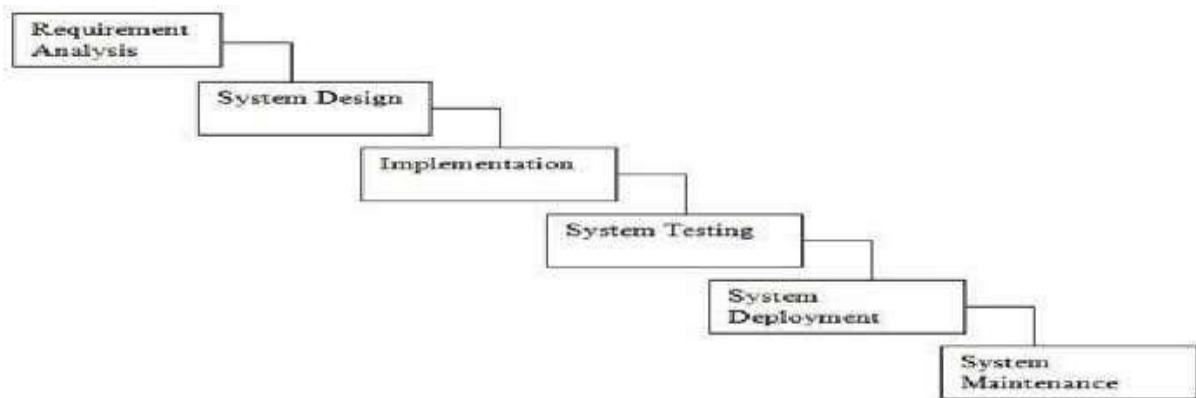 Requirement
Analysis
System Design
Implementation
System Testing
System
Deployment
System
Maintenance